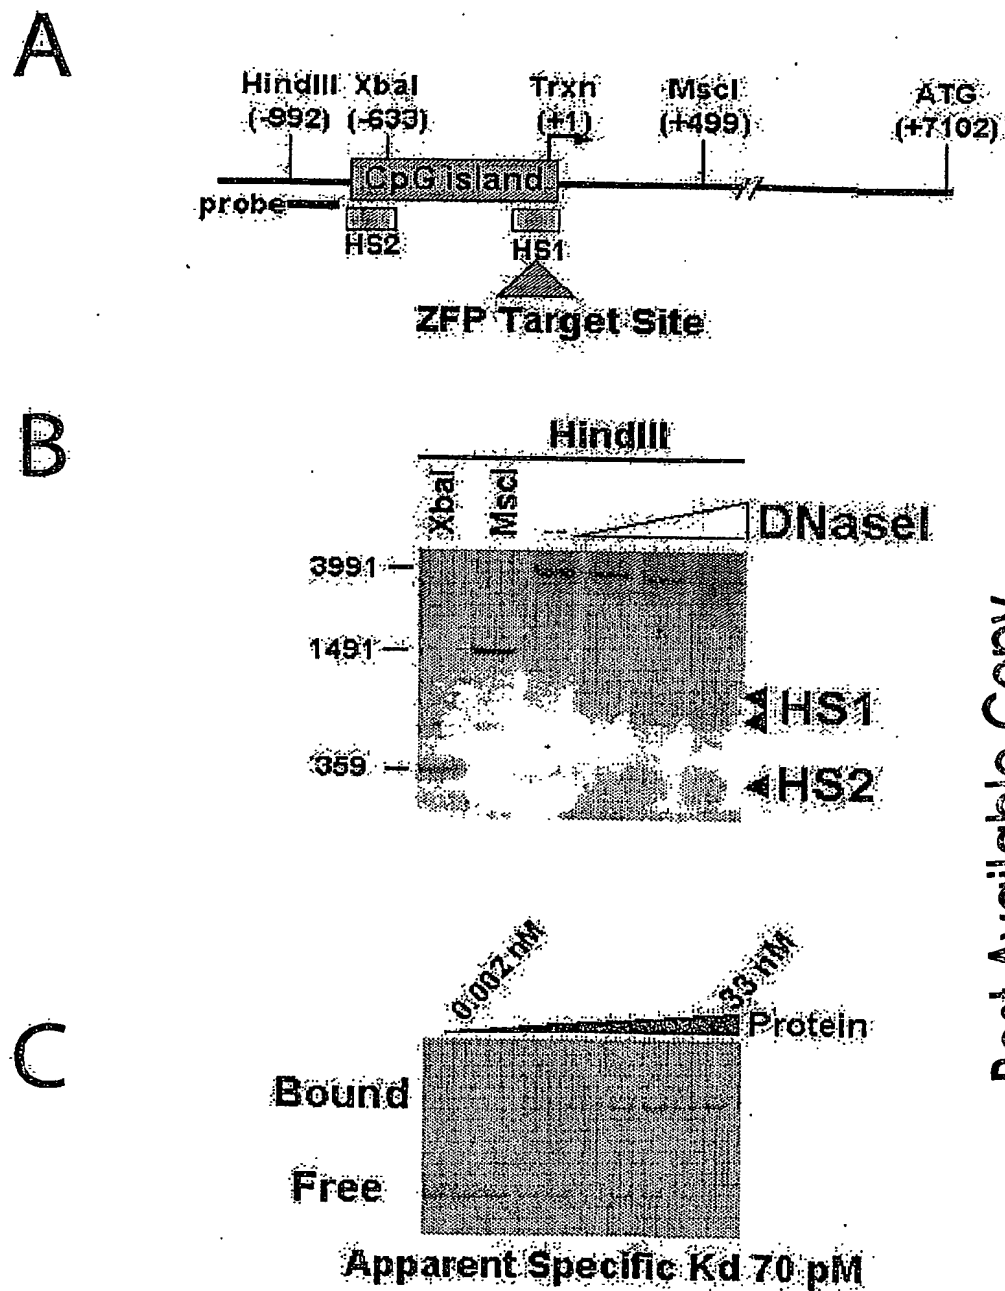 A
HindIII XbaI Trxn MscI ATG
(-992) (-633) (+1) (+499) (+7102)
CpG island
probe
HS2 HS1
ZFP Target Site
B
HindIII
XbaI MscI
DNaseI
3991
1491
HS1
359
HS2
C
0.002 nM 33 nM
Protein
Bound
Free
Apparent Specific Kd 70 pM
Best Available Copy